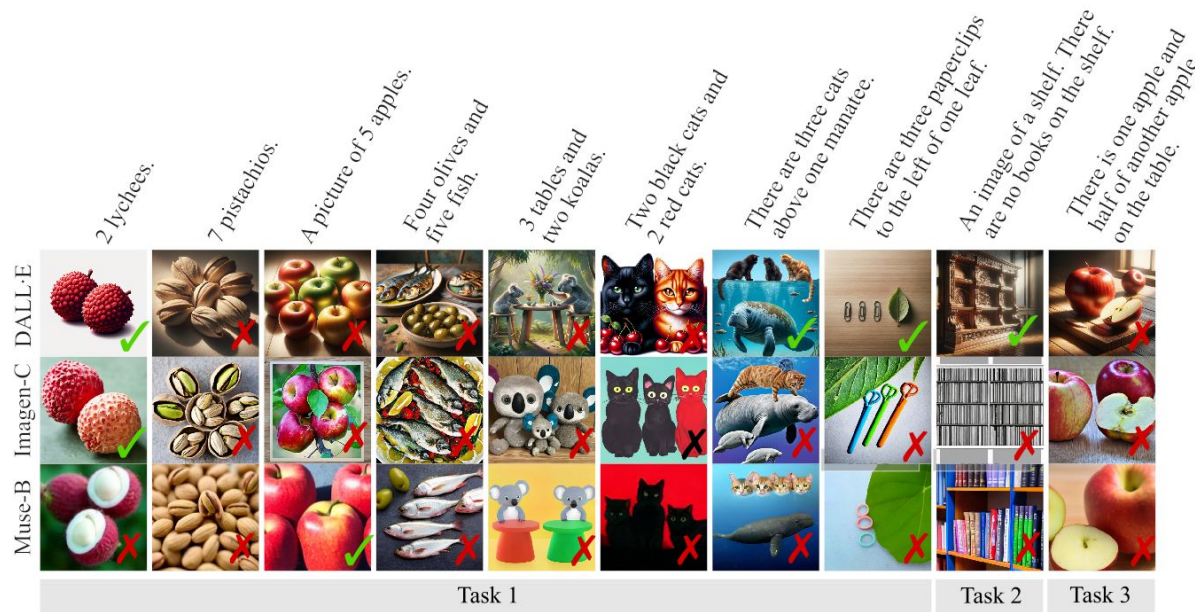 2 lychees.
7 pistachios.
A picture of 5 apples.
Four olives and
five fish.
3 tables and
two koalas.
Two black cats and
2 red cats.
There are three cats
above one manatee.
There are three paperclips
to the left of one leaf.
An image of a shelf. There
are no books on the shelf.
There is one apple and
half of another apple
on the table.
DALL·E
Imagen-C
Muse-B
Task 1
Task 2
Task 3